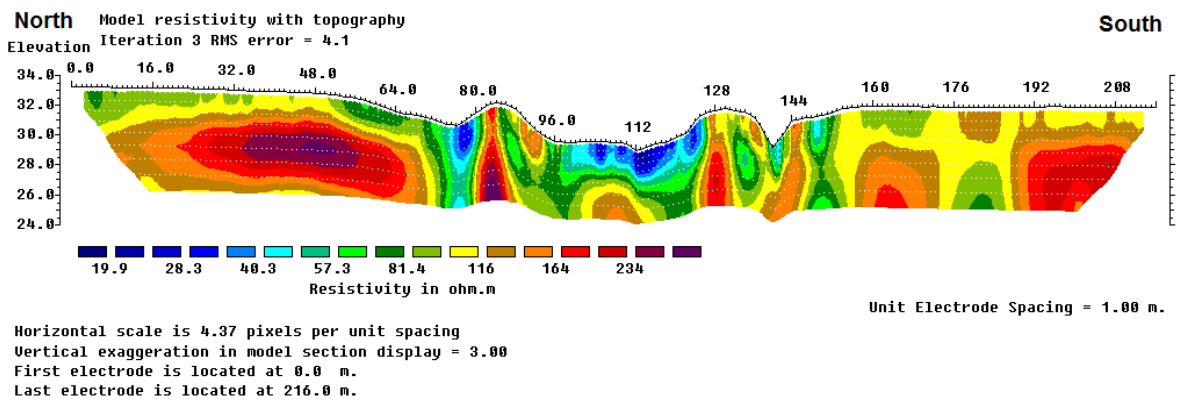 North Model resistivity with topography South
Elevation Iteration 3 RMS error = 4.1
34.0 0.0 16.0 32.0 48.0 64.0 80.0 96.0 112 128 144 160 176 192 208
32.0
30.0
28.0
26.0
24.0
19.9 28.3 40.3 57.3 81.4 116 164 234
Resistivity in ohm.m
Unit Electrode Spacing = 1.00 m.
Horizontal scale is 4.37 pixels per unit spacing
Vertical exaggeration in model section display = 3.00
First electrode is located at 0.0 m.
Last electrode is located at 216.0 m.